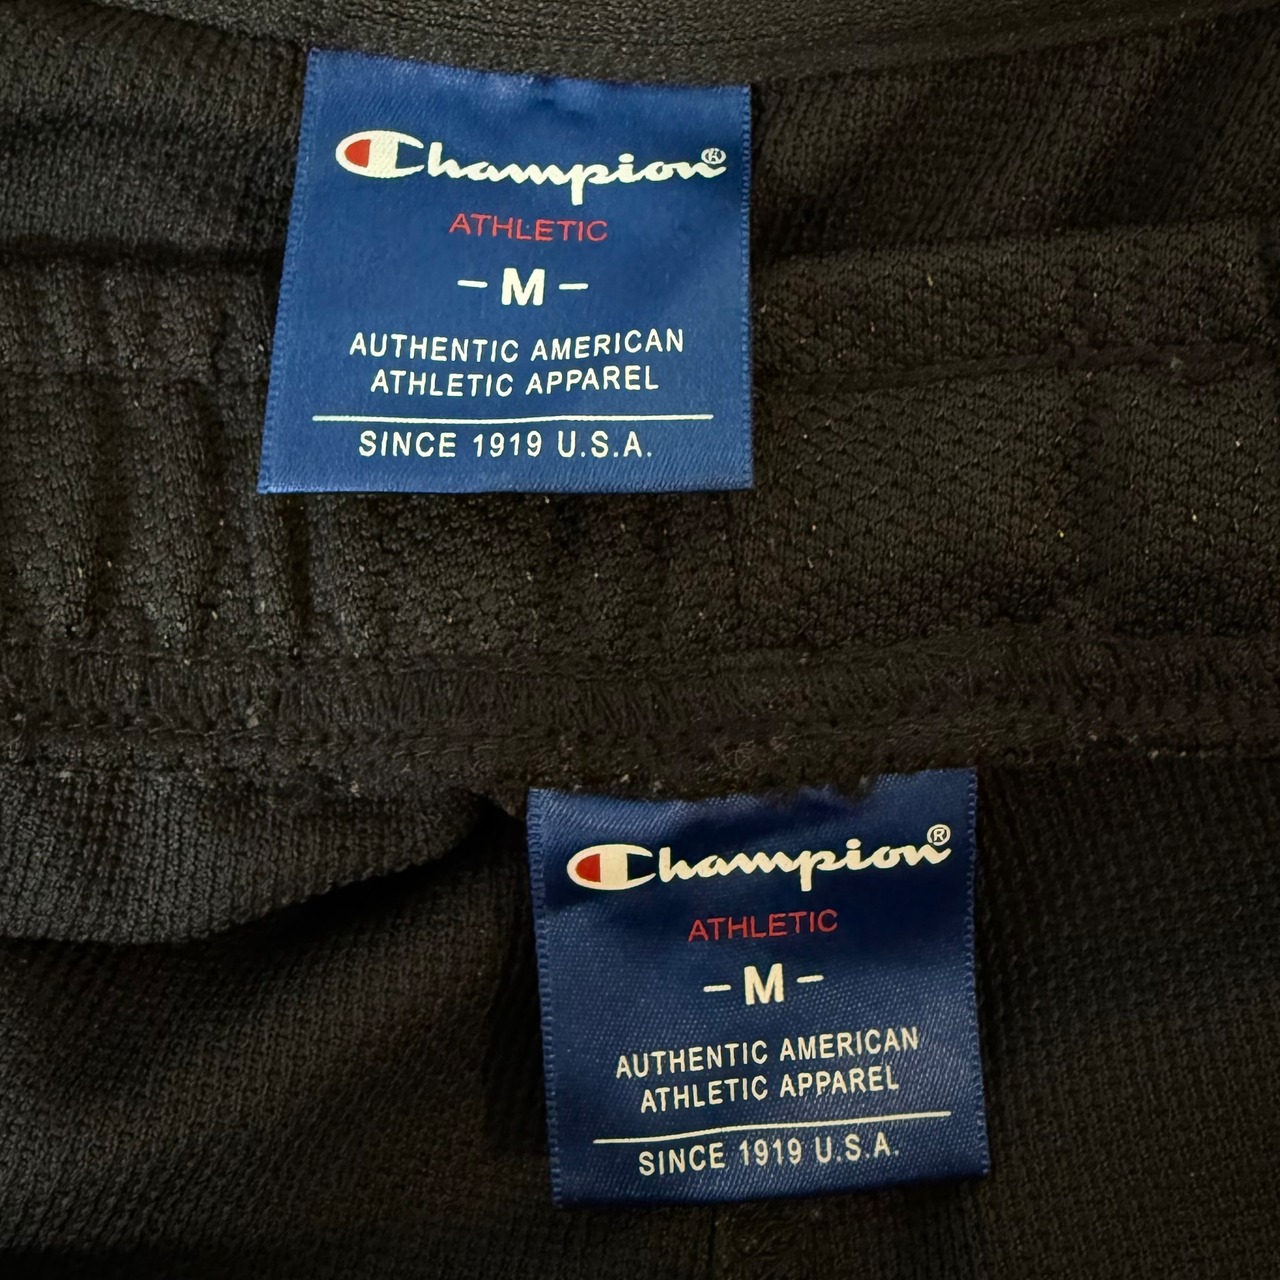 Champion®
ATHLETIC
- M -
AUTHENTIC AMERICAN
ATHLETIC APPAREL
SINCE 1919 U.S.A.
Champion®
ATHLETIC
- M -
AUTHENTIC AMERICAN
ATHLETIC APPAREL
SINCE 1919 U.S.A.